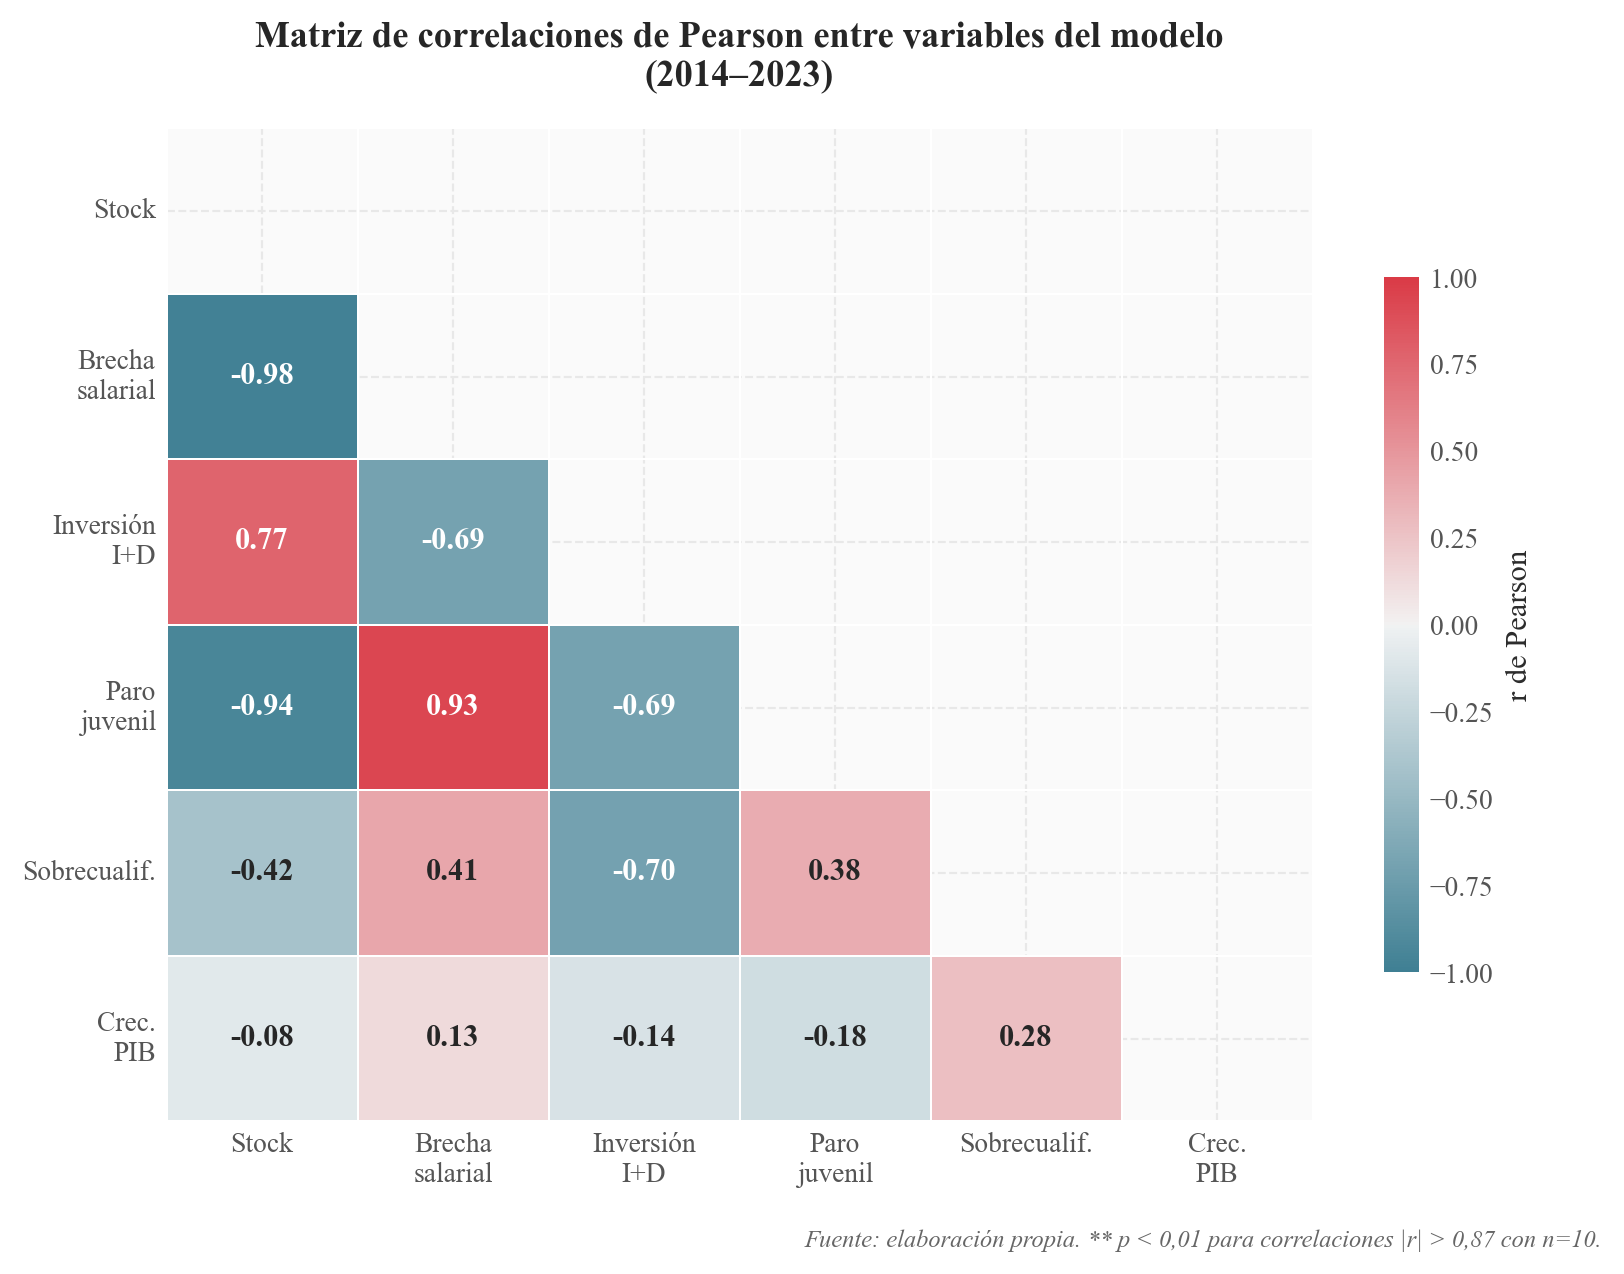 Matriz de correlaciones de Pearson entre variables del modelo
(2014–2023)
Stock
Brecha
salarial
-0.98
Inversión
I+D
0.77 -0.69
Paro
juvenil
-0.94 0.93 -0.69
Sobrecualif.
-0.42 0.41 -0.70 0.38
Crec.
PIB
-0.08 0.13 -0.14 -0.18 0.28
Stock
Brecha
salarial
Inversión
I+D
Paro
juvenil
Sobrecualif.
Crec.
PIB
1.00
0.75
0.50
0.25
0.00
−0.25
−0.50
−0.75
−1.00
r de Pearson
Fuente: elaboración propia. ** p < 0,01 para correlaciones |r| > 0,87 con n=10.